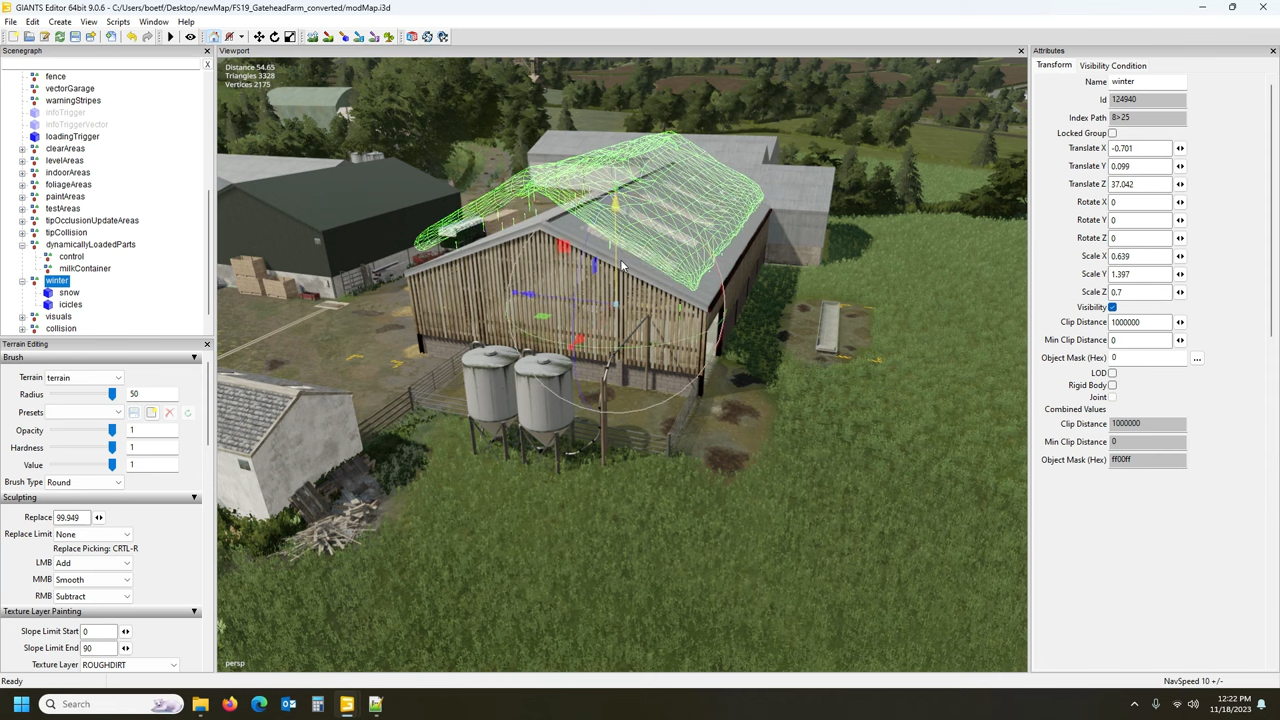 GIANTS Editor 64bit 9.0.6 - C:/Users/boetf/Desktop/newMap/FS19_GateheadFarm_converted/modMap.i3d
File Edit Create View Scripts Window Help
Scenegraph
fence
vectorGarage
warningStripes
infoTrigger
infoTriggerVector
loadingTrigger
clearAreas
levelAreas
indoorAreas
foliageAreas
paintAreas
testAreas
tipOcclusionUpdateAreas
tipCollision
dynamicallyLoadedParts
control
milkContainer
winter
snow
icicles
visuals
collision
Terrain Editing
Brush
Terrain terrain
Radius 50
Presets
Opacity 1
Hardness 1
Value 1
Brush Type Round
Sculpting
Replace 99.949
Replace Limit None
Replace Picking: CRTL-R
LMB Add
MMB Smooth
RMB Subtract
Texture Layer Painting
Slope Limit Start 0
Slope Limit End 90
Texture Layer ROUGHDIRT
Ready
Viewport
Distance 54.65
Triangles 3328
Vertices 2175
persp
Attributes
Transform Visibility Condition
Name winter
Id 124940
Index Path 8>25
Locked Group
Translate X -0.701
Translate Y 0.099
Translate Z 37.042
Rotate X 0
Rotate Y 0
Rotate Z 0
Scale X 0.639
Scale Y 1.397
Scale Z 0.7
Visibility
Clip Distance 1000000
Min Clip Distance 0
Object Mask (Hex) 0 ...
LOD
Rigid Body
Joint
Combined Values
Clip Distance 1000000
Min Clip Distance 0
Object Mask (Hex) ff00ff
NavSpeed 10 +/-
Search
12:22 PM
11/18/2023